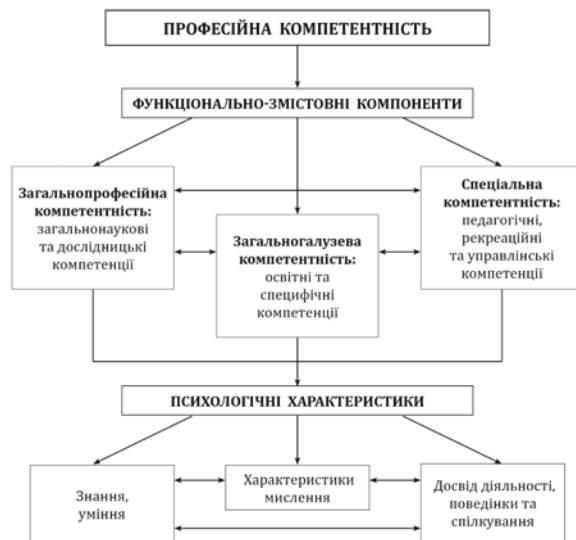 ПРОФЕСІЙНА КОМПЕТЕНТНІСТЬ
ФУНКЦІОНАЛЬНО-ЗМІСТОВНІ КОМПОНЕНТИ
Загальнопрофесійна
компетентність:
загальнонаукові
та дослідницькі
компетенції
Загальногалузева
компетентність:
освітні та
специфічні
компетенції
Спеціальна
компетентність:
педагогічні,
рекреаційні
та управлінські
компетенції
ПСИХОЛОГІЧНІ ХАРАКТЕРИСТИКИ
Знання,
уміння
Характеристики
мислення
Досвід діяльності,
поведінки та
спілкування